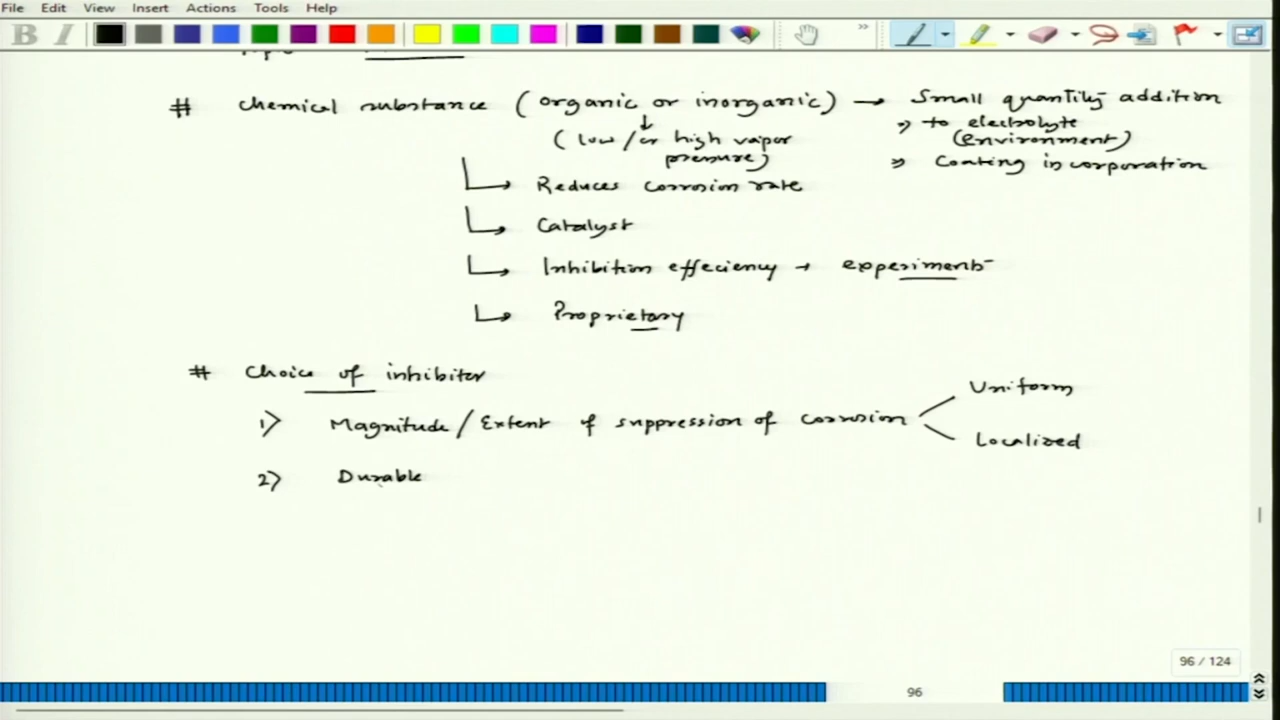 File Edit View Insert Actions Tools Help
B I
# Chemical substance (organic or inorganic) → Small quantity addition
(low/or high vapor pressure)
⇒ to electrolyte (environment)
⇒ Coating incorporation
Reduces corrosion rate
Catalyst
Inhibition effeciency → experiments
Proprietary
# Choice of inhibitor
1) Magnitude/Extent of suppression of corrosion
Uniform
Localized
2) Durable
96 / 124
96